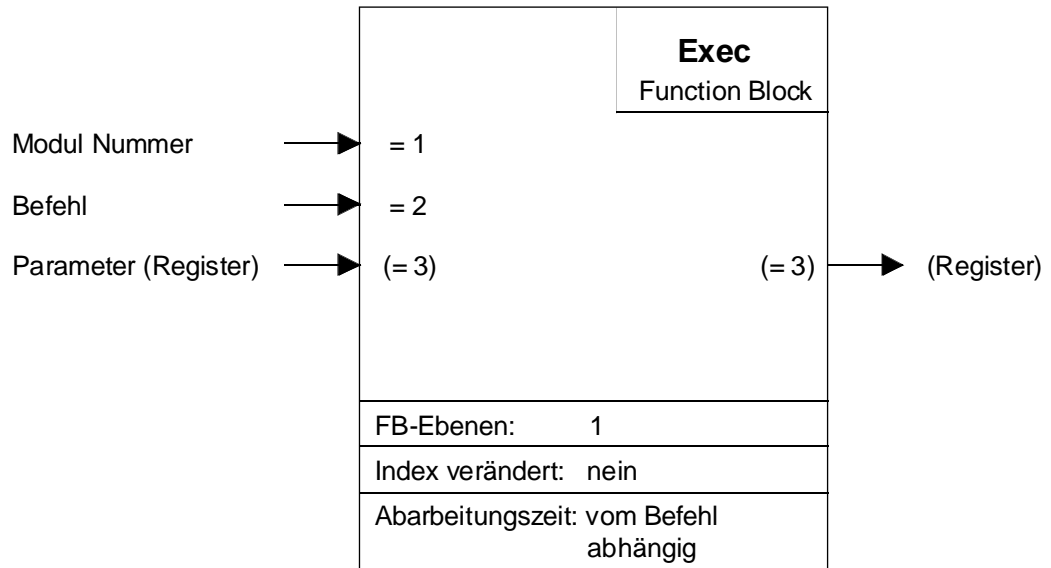 Exec
Function Block
Modul Nummer = 1
Befehl = 2
Parameter (Register) (= 3) (= 3) (Register)
FB-Ebenen: 1
Index verändert: nein
Abarbeitungszeit: vom Befehl
abhängig